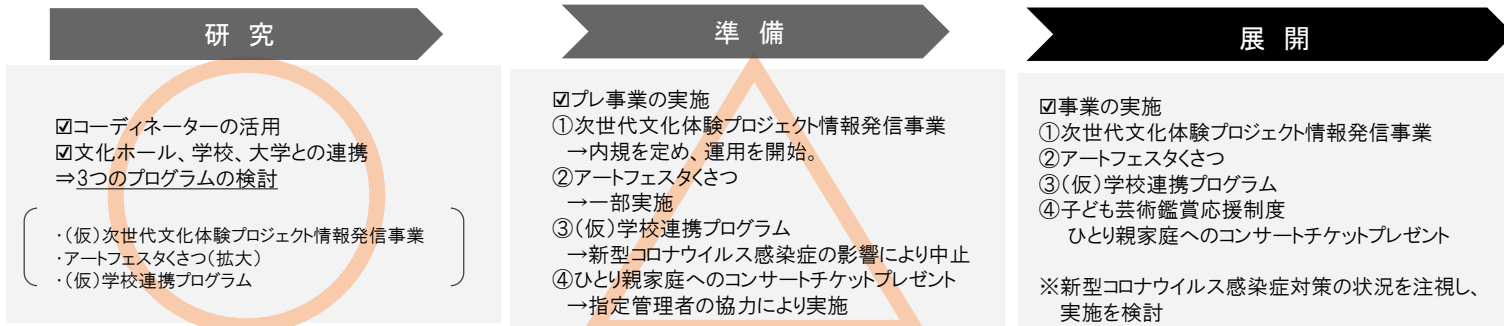 研 究
☑コーディネーターの活用
☑文化ホール、学校、大学との連携
⇒3つのプログラムの検討
・(仮)次世代文化体験プロジェクト情報発信事業
・アートフェスタくさつ(拡大)
・(仮)学校連携プログラム
準 備
☑プレ事業の実施
①次世代文化体験プロジェクト情報発信事業
→内規を定め、運用を開始。
②アートフェスタくさつ
→一部実施
③(仮)学校連携プログラム
→新型コロナウイルス感染症の影響により中止
④ひとり親家庭へのコンサートチケットプレゼント
→指定管理者の協力により実施
展 開
☑事業の実施
①次世代文化体験プロジェクト情報発信事業
②アートフェスタくさつ
③(仮)学校連携プログラム
④子ども芸術鑑賞応援制度
ひとり親家庭へのコンサートチケットプレゼント
※新型コロナウイルス感染症対策の状況を注視し、
実施を検討